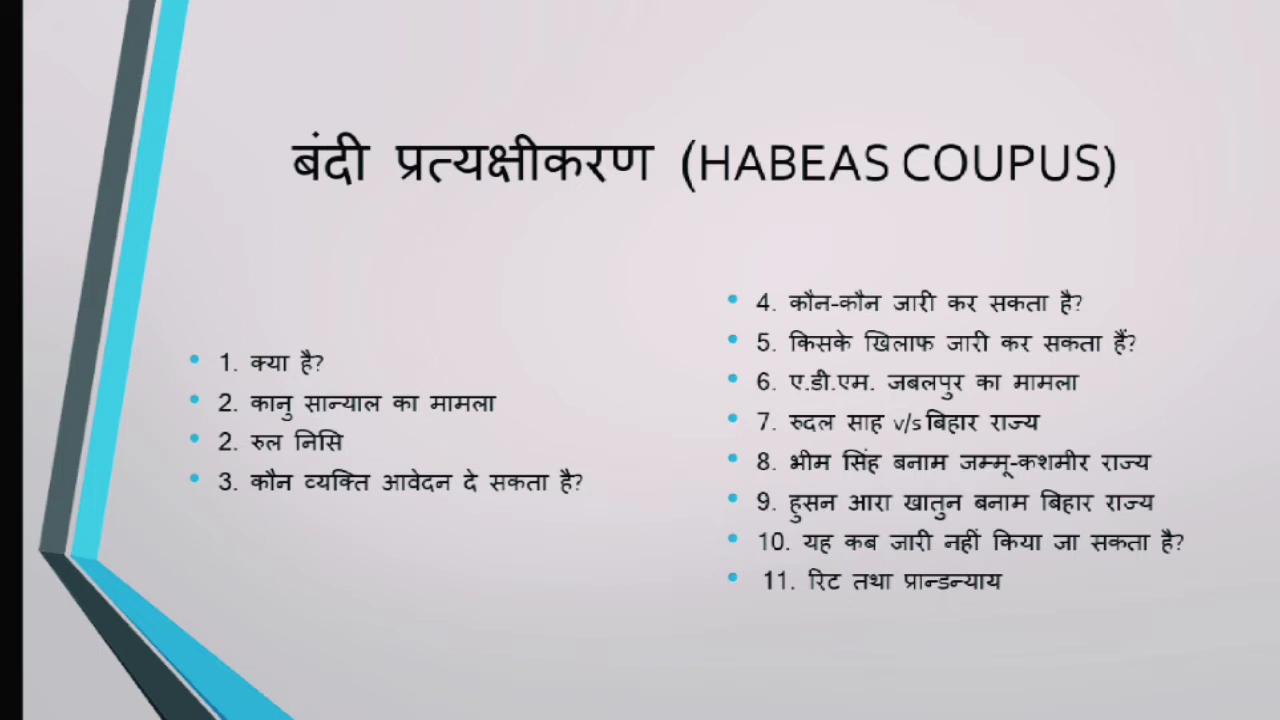 बंदी प्रत्यक्षीकरण (HABEAS COUPUS)
• 1. क्या है?
• 2. कानु सान्याल का मामला
• 2. रुल निसि
• 3. कौन व्यक्ति आवेदन दे सकता है?
• 4. कौन-कौन जारी कर सकता है?
• 5. किसके खिलाफ जारी कर सकता हैं?
• 6. ए.डी.एम. जबलपुर का मामला
• 7. रुदल साह v/s बिहार राज्य
• 8. भीम सिंह बनाम जम्मू-कशमीर राज्य
• 9. हुसन आरा खातुन बनाम बिहार राज्य
• 10. यह कब जारी नहीं किया जा सकता है?
• 11. रिट तथा प्रान्डन्याय